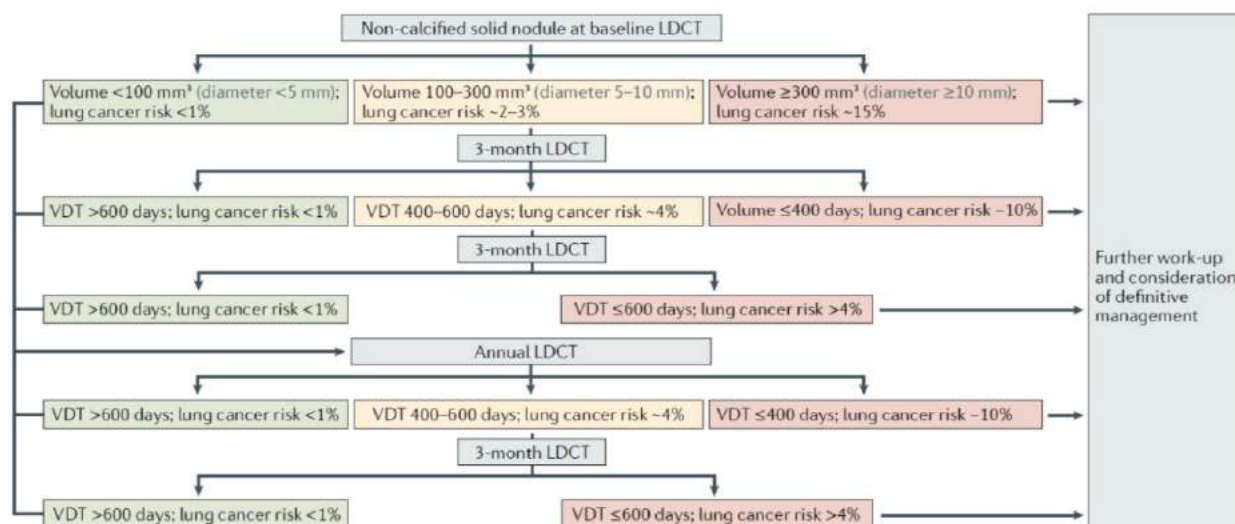 Non-calcified solid nodule at baseline LDCT
Volume <100 mm³ (diameter <5 mm);
lung cancer risk <1%
Volume 100–300 mm³ (diameter 5–10 mm);
lung cancer risk ~2–3%
Volume ≥300 mm³ (diameter ≥10 mm);
lung cancer risk ~15%
3-month LDCT
VDT >600 days; lung cancer risk <1%
VDT 400–600 days; lung cancer risk ~4%
Volume ≤400 days; lung cancer risk ~10%
3-month LDCT
VDT >600 days; lung cancer risk <1%
VDT ≤600 days; lung cancer risk >4%
Further work-up
and consideration
of definitive
management
Annual LDCT
VDT >600 days; lung cancer risk <1%
VDT 400–600 days; lung cancer risk ~4%
VDT ≤400 days; lung cancer risk ~10%
3-month LDCT
VDT >600 days; lung cancer risk <1%
VDT ≤600 days; lung cancer risk >4%